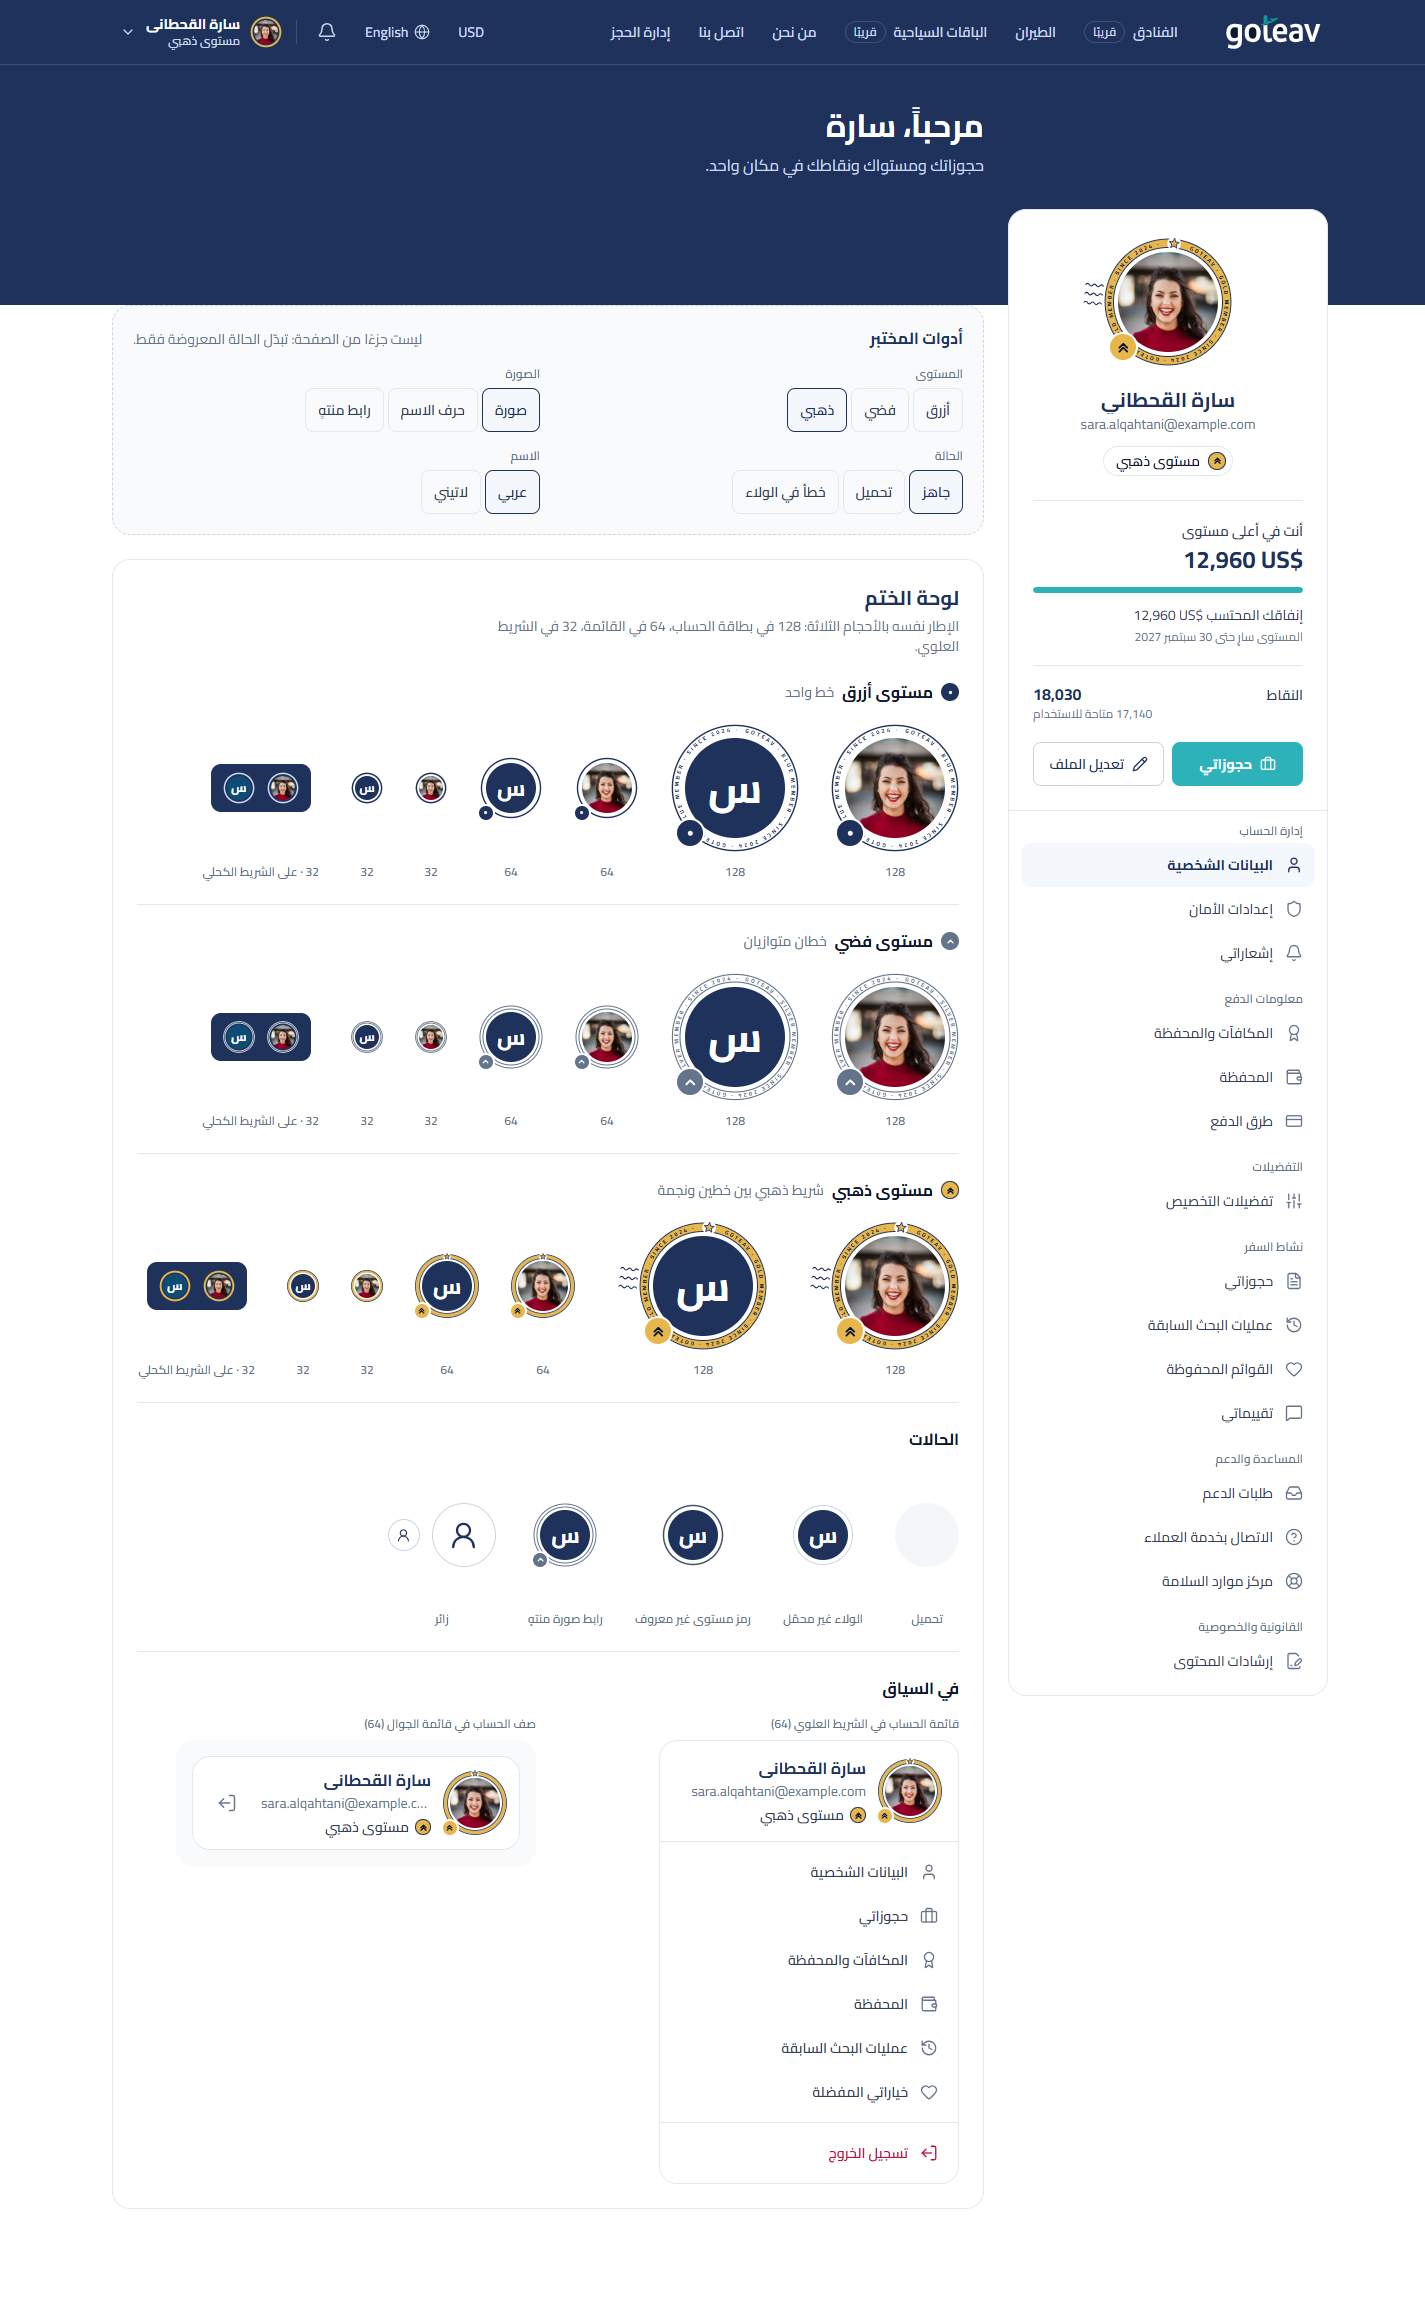 goteav
الفنادق
قريبًا
الطيران
الباقات السياحية
قريبًا
من نحن
اتصل بنا
إدارة الحجز
USD
English
سارة القحطاني
مستوى ذهبي
مرحباً، سارة
حجوزاتك ومستواك ونقاطك في مكان واحد.
سارة القحطاني
sara.alqahtani@example.com
مستوى ذهبي
أنت في أعلى مستوى
12,960 US$
إنفاقك المحتسب 12,960 US$
المستوى سارٍ حتى 30 سبتمبر 2027
النقاط
18,030
17,140 متاحة للاستخدام
حجوزاتي
تعديل الملف
إدارة الحساب
البيانات الشخصية
إعدادات الأمان
إشعاراتي
معلومات الدفع
المكافآت والمحفظة
المحفظة
طرق الدفع
التفضيلات
تفضيلات التخصيص
نشاط السفر
حجوزاتي
عمليات البحث السابقة
القوائم المحفوظة
تقييماتي
المساعدة والدعم
طلبات الدعم
الاتصال بخدمة العملاء
مركز موارد السلامة
القانونية والخصوصية
إرشادات المحتوى
أدوات المختبر
ليست جزءًا من الصفحة: تبدّل الحالة المعروضة فقط.
المستوى
أزرق
فضي
ذهبي
الصورة
صورة
حرف الاسم
رابط منتهٍ
الحالة
جاهز
تحميل
خطأ في الولاء
الاسم
عربي
لاتيني
لوحة الختم
الإطار نفسه بالأحجام الثلاثة: 128 في بطاقة الحساب، 64 في القائمة، 32 في الشريط
العلوي.
مستوى أزرق
خط واحد
س
س
س
س
128
128
64
64
32
32
32 · على الشريط الكحلي
مستوى فضي
خطان متوازيان
س
س
س
س
128
128
64
64
32
32
32 · على الشريط الكحلي
مستوى ذهبي
شريط ذهبي بين خطين ونجمة
س
س
س
س
128
128
64
64
32
32
32 · على الشريط الكحلي
الحالات
س
س
س
تحميل
الولاء غير محمّل
رمز مستوى غير معروف
رابط صورة منتهٍ
زائر
في السياق
قائمة الحساب في الشريط العلوي (64)
سارة القحطاني
sara.alqahtani@example.com
مستوى ذهبي
البيانات الشخصية
حجوزاتي
المكافآت والمحفظة
المحفظة
عمليات البحث السابقة
خياراتي المفضلة
تسجيل الخروج
صف الحساب في قائمة الجوال (64)
سارة القحطاني
sara.alqahtani@example.c...
مستوى ذهبي